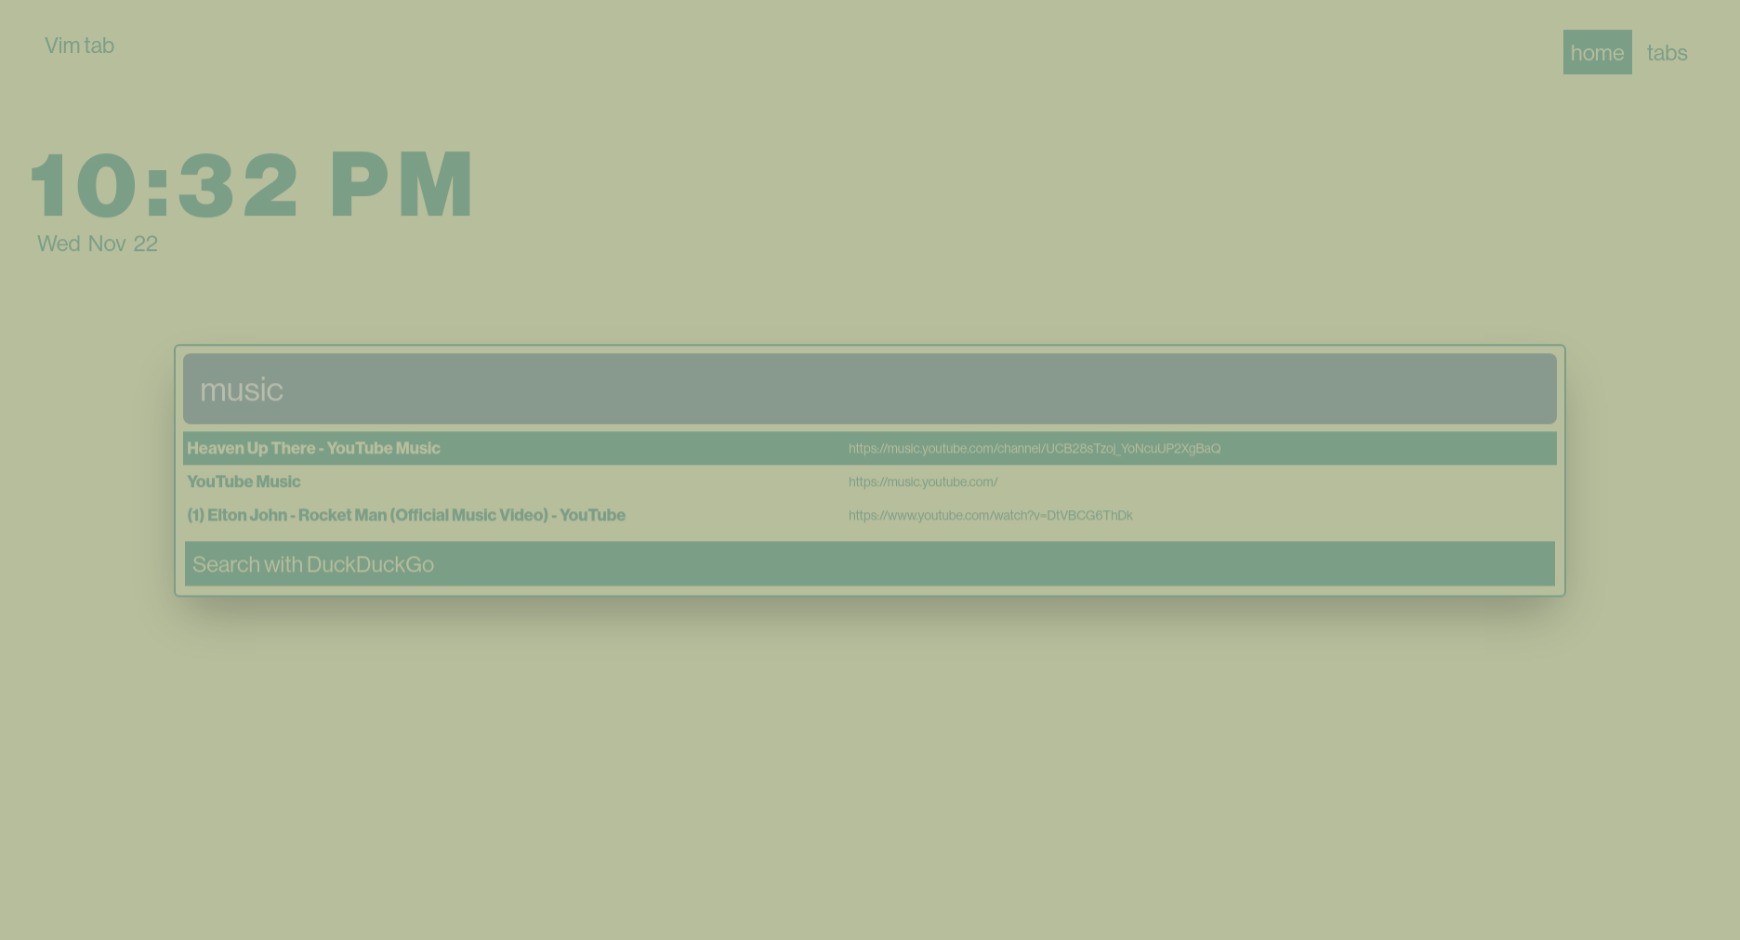 Vim tab
home
tabs
10:32 PM
Wed Nov 22
music
Heaven Up There - YouTube Music https://music.youtube.com/channel/UCB28sTzoj_YoNcuUP2XgBaQ
YouTube Music https://music.youtube.com/
(1) Elton John - Rocket Man (Official Music Video) - YouTube https://www.youtube.com/watch?v=DtVBCG6ThDk
Search with DuckDuckGo